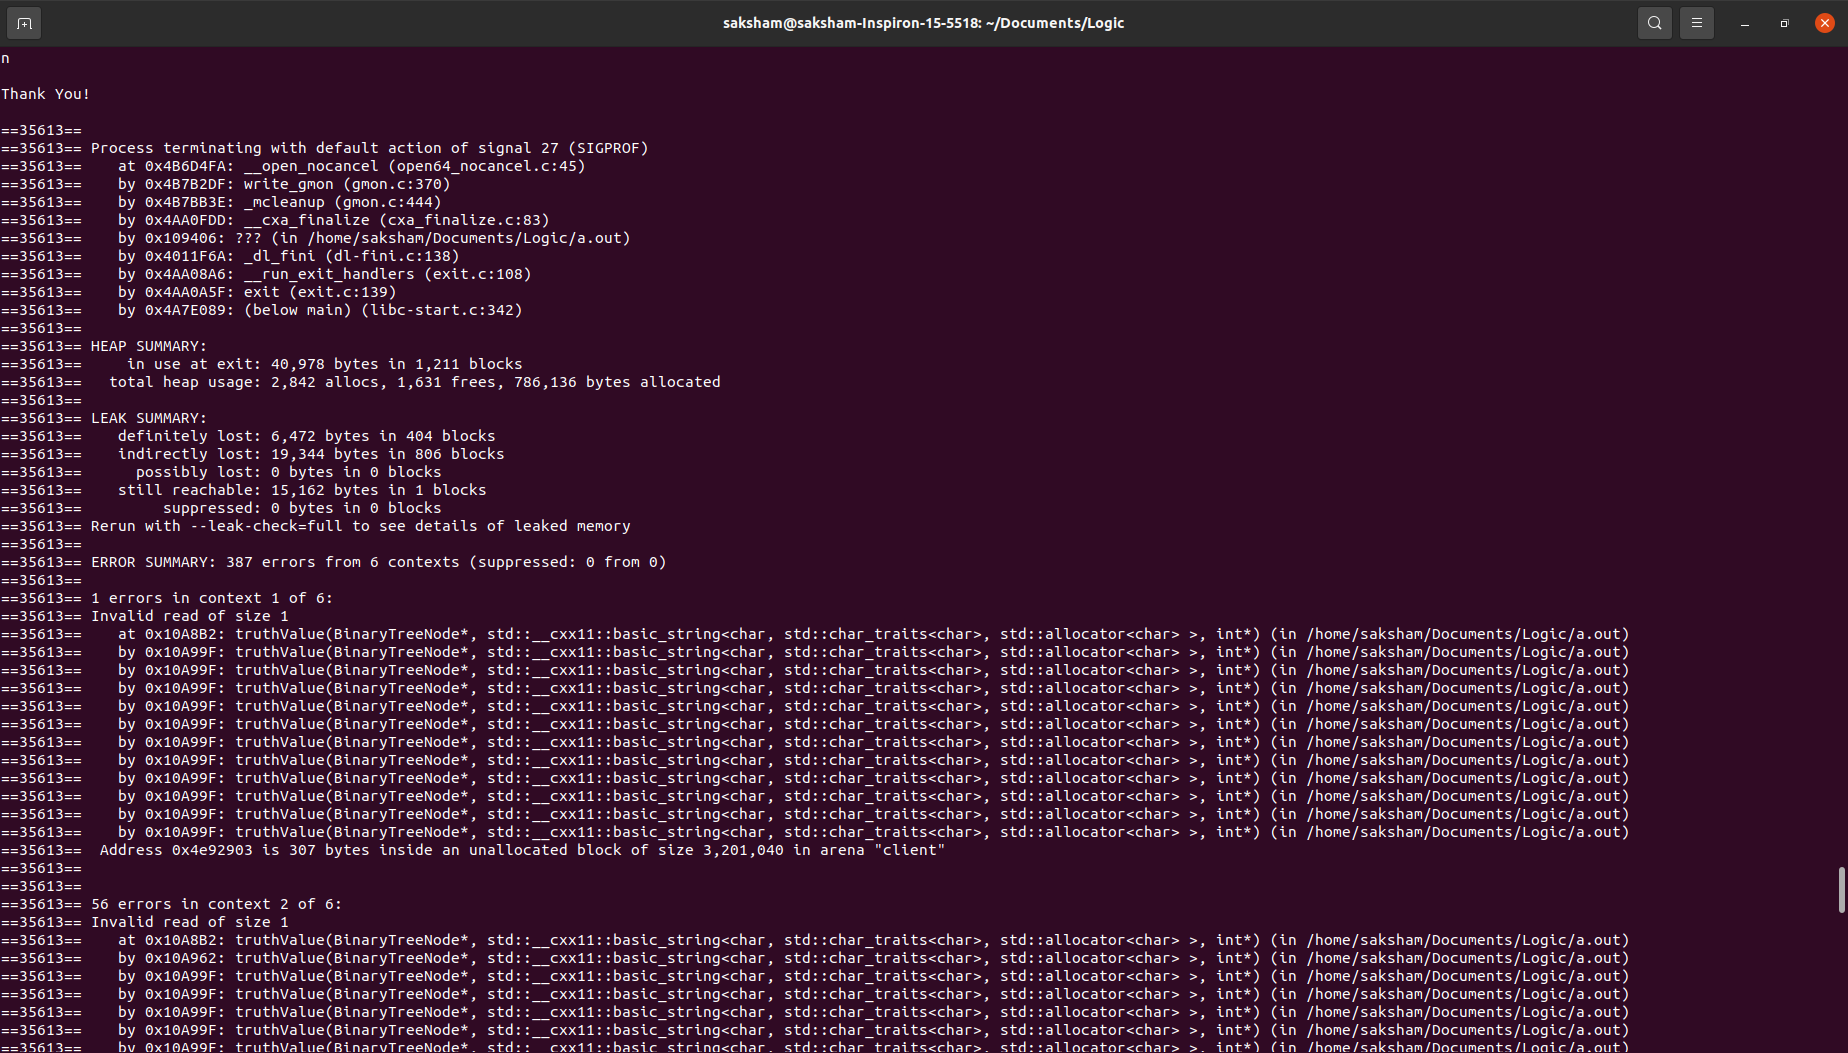 saksham@saksham-Inspiron-15-5518: ~/Documents/Logic
n
Thank You!
==35613==
==35613== Process terminating with default action of signal 27 (SIGPROF)
==35613==    at 0x4B6D4FA: __open_nocancel (open64_nocancel.c:45)
==35613==    by 0x4B7B2DF: write_gmon (gmon.c:370)
==35613==    by 0x4B7BB3E: _mcleanup (gmon.c:444)
==35613==    by 0x4AA0FDD: __cxa_finalize (cxa_finalize.c:83)
==35613==    by 0x109406: ??? (in /home/saksham/Documents/Logic/a.out)
==35613==    by 0x4011F6A: _dl_fini (dl-fini.c:138)
==35613==    by 0x4AA08A6: __run_exit_handlers (exit.c:108)
==35613==    by 0x4AA0A5F: exit (exit.c:139)
==35613==    by 0x4A7E089: (below main) (libc-start.c:342)
==35613==
==35613== HEAP SUMMARY:
==35613==     in use at exit: 40,978 bytes in 1,211 blocks
==35613==   total heap usage: 2,842 allocs, 1,631 frees, 786,136 bytes allocated
==35613==
==35613== LEAK SUMMARY:
==35613==    definitely lost: 6,472 bytes in 404 blocks
==35613==    indirectly lost: 19,344 bytes in 806 blocks
==35613==      possibly lost: 0 bytes in 0 blocks
==35613==    still reachable: 15,162 bytes in 1 blocks
==35613==         suppressed: 0 bytes in 0 blocks
==35613== Rerun with --leak-check=full to see details of leaked memory
==35613==
==35613== ERROR SUMMARY: 387 errors from 6 contexts (suppressed: 0 from 0)
==35613==
==35613== 1 errors in context 1 of 6:
==35613== Invalid read of size 1
==35613==    at 0x10A8B2: truthValue(BinaryTreeNode*, std::__cxx11::basic_string<char, std::char_traits<char>, std::allocator<char> >, int*) (in /home/saksham/Documents/Logic/a.out)
==35613==    by 0x10A99F: truthValue(BinaryTreeNode*, std::__cxx11::basic_string<char, std::char_traits<char>, std::allocator<char> >, int*) (in /home/saksham/Documents/Logic/a.out)
==35613==    by 0x10A99F: truthValue(BinaryTreeNode*, std::__cxx11::basic_string<char, std::char_traits<char>, std::allocator<char> >, int*) (in /home/saksham/Documents/Logic/a.out)
==35613==    by 0x10A99F: truthValue(BinaryTreeNode*, std::__cxx11::basic_string<char, std::char_traits<char>, std::allocator<char> >, int*) (in /home/saksham/Documents/Logic/a.out)
==35613==    by 0x10A99F: truthValue(BinaryTreeNode*, std::__cxx11::basic_string<char, std::char_traits<char>, std::allocator<char> >, int*) (in /home/saksham/Documents/Logic/a.out)
==35613==    by 0x10A99F: truthValue(BinaryTreeNode*, std::__cxx11::basic_string<char, std::char_traits<char>, std::allocator<char> >, int*) (in /home/saksham/Documents/Logic/a.out)
==35613==    by 0x10A99F: truthValue(BinaryTreeNode*, std::__cxx11::basic_string<char, std::char_traits<char>, std::allocator<char> >, int*) (in /home/saksham/Documents/Logic/a.out)
==35613==    by 0x10A99F: truthValue(BinaryTreeNode*, std::__cxx11::basic_string<char, std::char_traits<char>, std::allocator<char> >, int*) (in /home/saksham/Documents/Logic/a.out)
==35613==    by 0x10A99F: truthValue(BinaryTreeNode*, std::__cxx11::basic_string<char, std::char_traits<char>, std::allocator<char> >, int*) (in /home/saksham/Documents/Logic/a.out)
==35613==    by 0x10A99F: truthValue(BinaryTreeNode*, std::__cxx11::basic_string<char, std::char_traits<char>, std::allocator<char> >, int*) (in /home/saksham/Documents/Logic/a.out)
==35613==    by 0x10A99F: truthValue(BinaryTreeNode*, std::__cxx11::basic_string<char, std::char_traits<char>, std::allocator<char> >, int*) (in /home/saksham/Documents/Logic/a.out)
==35613==    by 0x10A99F: truthValue(BinaryTreeNode*, std::__cxx11::basic_string<char, std::char_traits<char>, std::allocator<char> >, int*) (in /home/saksham/Documents/Logic/a.out)
==35613==  Address 0x4e92903 is 307 bytes inside an unallocated block of size 3,201,040 in arena "client"
==35613==
==35613==
==35613== 56 errors in context 2 of 6:
==35613== Invalid read of size 1
==35613==    at 0x10A8B2: truthValue(BinaryTreeNode*, std::__cxx11::basic_string<char, std::char_traits<char>, std::allocator<char> >, int*) (in /home/saksham/Documents/Logic/a.out)
==35613==    by 0x10A962: truthValue(BinaryTreeNode*, std::__cxx11::basic_string<char, std::char_traits<char>, std::allocator<char> >, int*) (in /home/saksham/Documents/Logic/a.out)
==35613==    by 0x10A99F: truthValue(BinaryTreeNode*, std::__cxx11::basic_string<char, std::char_traits<char>, std::allocator<char> >, int*) (in /home/saksham/Documents/Logic/a.out)
==35613==    by 0x10A99F: truthValue(BinaryTreeNode*, std::__cxx11::basic_string<char, std::char_traits<char>, std::allocator<char> >, int*) (in /home/saksham/Documents/Logic/a.out)
==35613==    by 0x10A99F: truthValue(BinaryTreeNode*, std::__cxx11::basic_string<char, std::char_traits<char>, std::allocator<char> >, int*) (in /home/saksham/Documents/Logic/a.out)
==35613==    by 0x10A99F: truthValue(BinaryTreeNode*, std::__cxx11::basic_string<char, std::char_traits<char>, std::allocator<char> >, int*) (in /home/saksham/Documents/Logic/a.out)
==35613==    by 0x10A99F: truthValue(BinaryTreeNode*, std::__cxx11::basic_string<char, std::char_traits<char>, std::allocator<char> >, int*) (in /home/saksham/Documents/Logic/a.out)